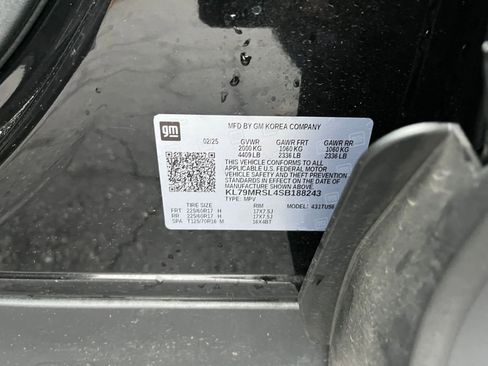 gm
MFD BY GM KOREA COMPANY
02/25 GVWR GAWR FRT GAWR RR
2000 KG 1060 KG 1060 KG
4409 LB 2336 LB 2336 LB
THIS VEHICLE CONFORMS TO ALL
APPLICABLE U.S. FEDERAL MOTOR
VEHICLE SAFETY AND THEFT PREVENTION
STANDARDS IN EFFECT ON THE DATE OF
MANUFACTURE SHOWN ABOVE.
KL79MRSL4SB188243
TYPE: MPV MODEL:
TIRE SIZE RIM
FRT 225/60R17 H 17X7.5J
RR 225/60R17 H 17X7.5J
SPA T125/70R16 M 16X4BT